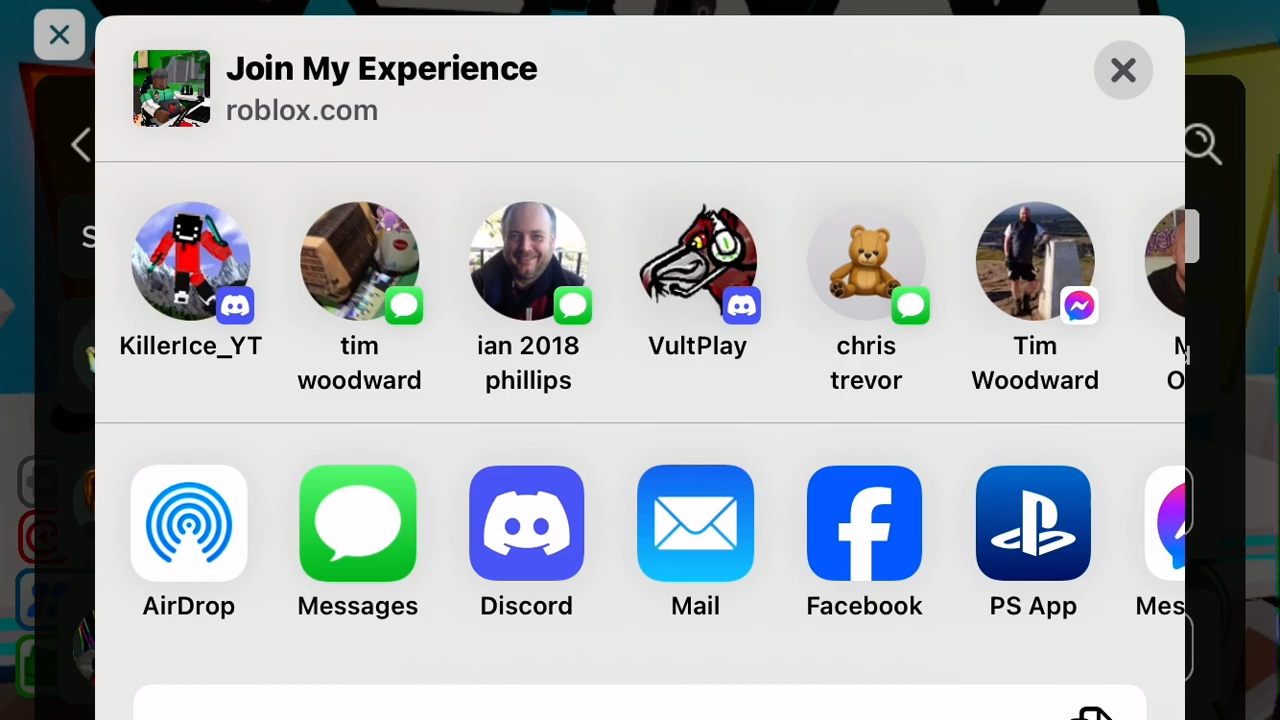 Join My Experience
roblox.com
KillerIce_YT
tim
woodward
ian 2018
phillips
VultPlay
chris
trevor
Tim
Woodward
AirDrop
Messages
Discord
Mail
Facebook
PS App
Mes